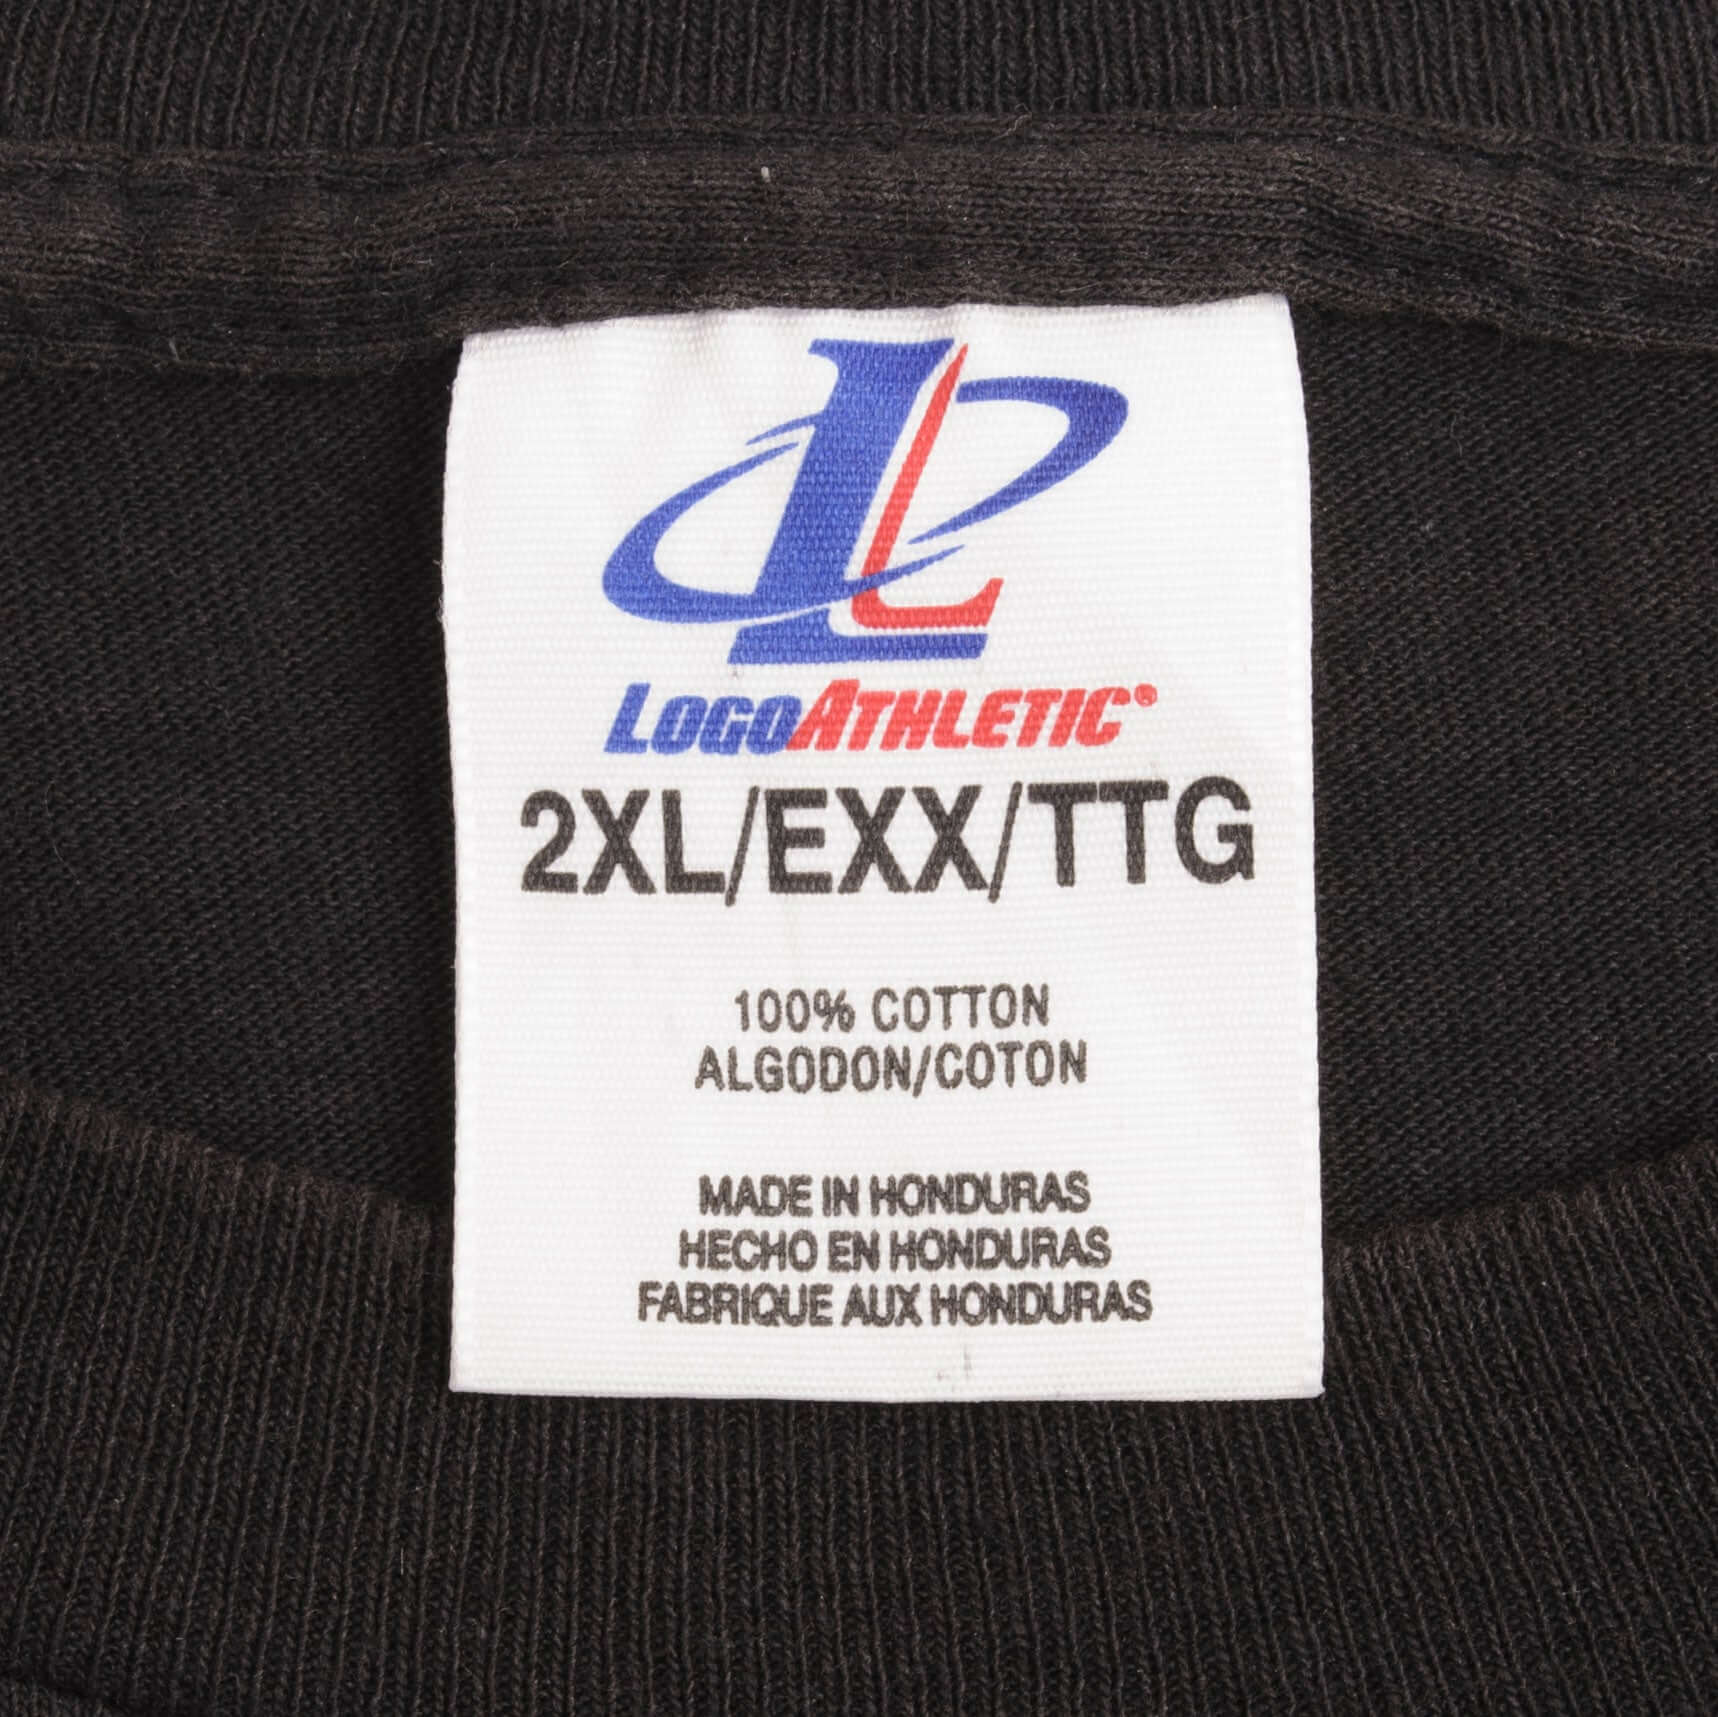 LOGOATHLETIC®
2XL/EXX/TTG
100% COTTON
ALGODON/COTON
MADE IN HONDURAS
HECHO EN HONDURAS
FABRIQUE AUX HONDURAS